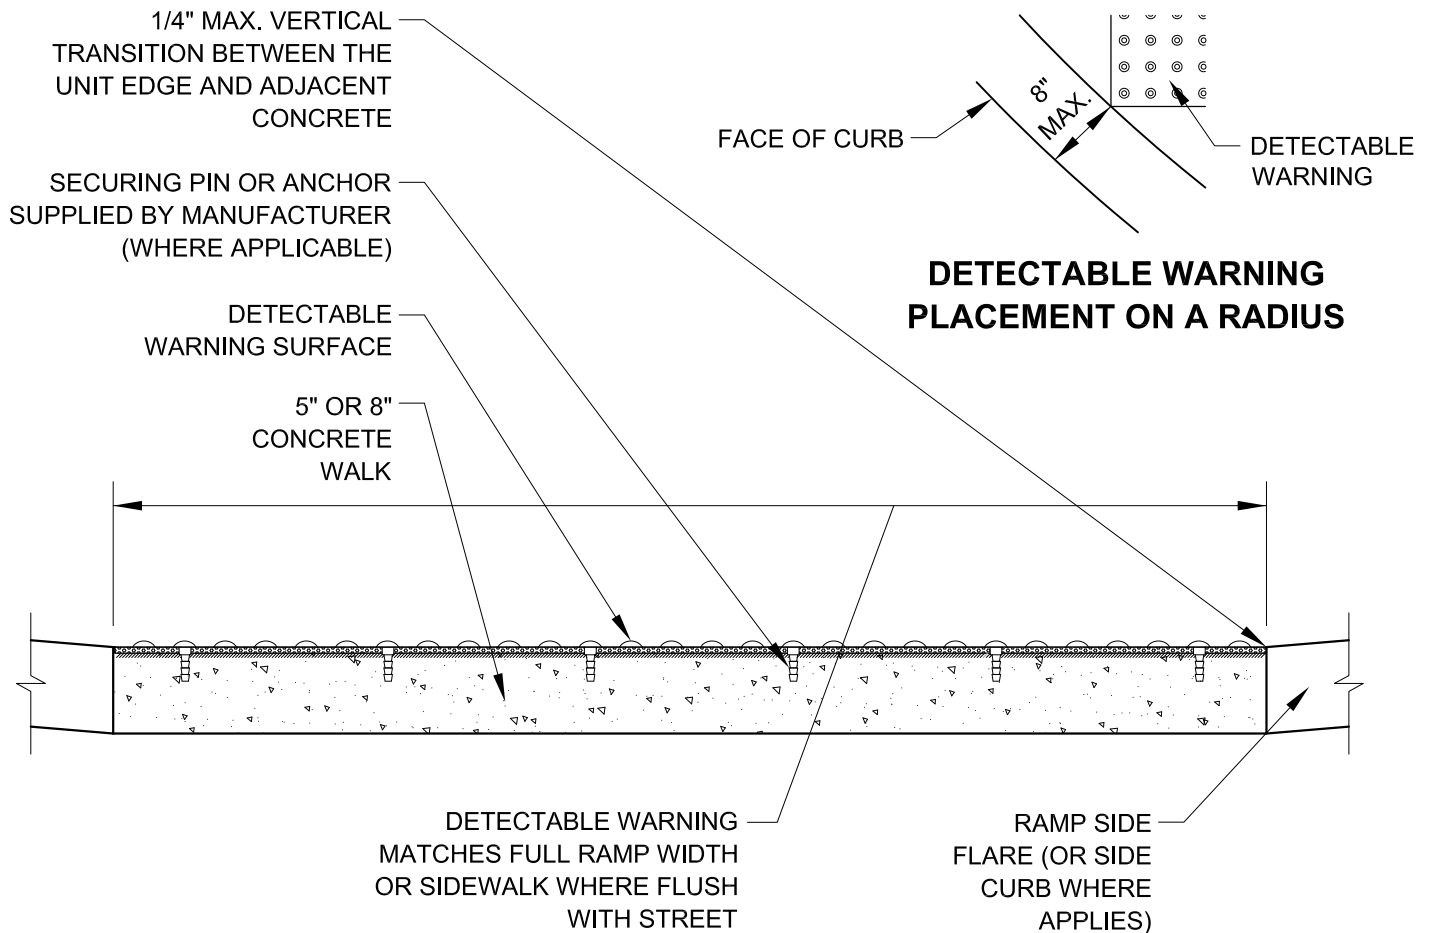 1/4" MAX. VERTICAL
TRANSITION BETWEEN THE
UNIT EDGE AND ADJACENT
CONCRETE
SECURING PIN OR ANCHOR
SUPPLIED BY MANUFACTURER
(WHERE APPLICABLE)
DETECTABLE
WARNING SURFACE
5" OR 8"
CONCRETE
WALK
8"
MAX.
FACE OF CURB
DETECTABLE
WARNING
DETECTABLE WARNING
PLACEMENT ON A RADIUS
DETECTABLE WARNING
MATCHES FULL RAMP WIDTH
OR SIDEWALK WHERE FLUSH
WITH STREET
RAMP SIDE
FLARE (OR SIDE
CURB WHERE
APPLIES)